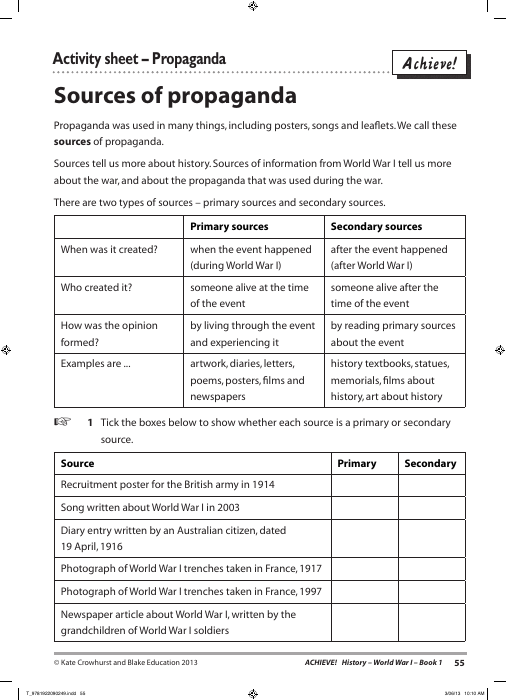 Activity sheet – Propaganda
Achieve!
Sources of propaganda
Propaganda was used in many things, including posters, songs and leaflets. We call these
sources of propaganda.
Sources tell us more about history. Sources of information from World War I tell us more
about the war, and about the propaganda that was used during the war.
There are two types of sources – primary sources and secondary sources.
Primary sources Secondary sources
When was it created? when the event happened after the event happened
(during World War I) (after World War I)
Who created it? someone alive at the time someone alive after the
of the event time of the event
How was the opinion by living through the event by reading primary sources
formed? and experiencing it about the event
Examples are ... artwork, diaries, letters, history textbooks, statues,
poems, posters, films and memorials, films about
newspapers history, art about history
1 Tick the boxes below to show whether each source is a primary or secondary
source.
Source Primary Secondary
Recruitment poster for the British army in 1914
Song written about World War I in 2003
Diary entry written by an Australian citizen, dated
19 April, 1916
Photograph of World War I trenches taken in France, 1917
Photograph of World War I trenches taken in France, 1997
Newspaper article about World War I, written by the
grandchildren of World War I soldiers
© Kate Crowhurst and Blake Education 2013 ACHIEVE! History – World War I – Book 1 55
T_9781922090249.indd 55 3/06/13 10:10 AM